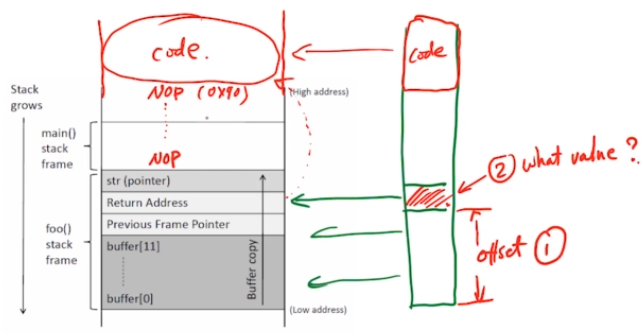 code.
code
NOP (0x90)
Stack
grows
(High address)
main()
stack
frame
NOP
② what value?
str (pointer)
Return Address
Previous Frame Pointer
foo()
stack
frame
buffer[11]
Buffer copy
offset ①
buffer[0]
(Low address)